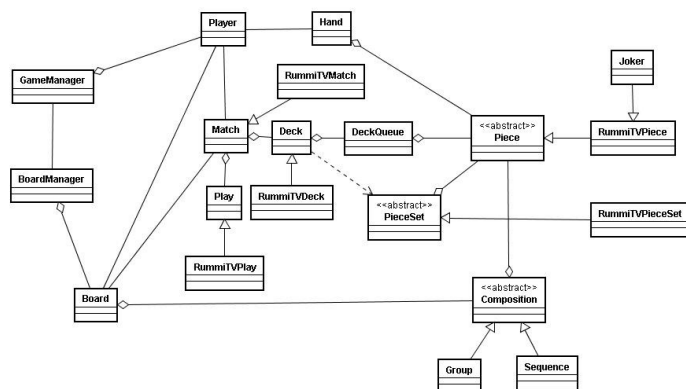 Player
Hand
GameManager
RummiTVMatch
Joker
Match
Deck
DeckQueue
<<abstract>>
Piece
RummiTVPiece
BoardManager
Play
RummiTVDeck
<<abstract>>
PieceSet
RummiTVPieceSet
RummiTVPlay
Board
<<abstract>>
Composition
Group
Sequence